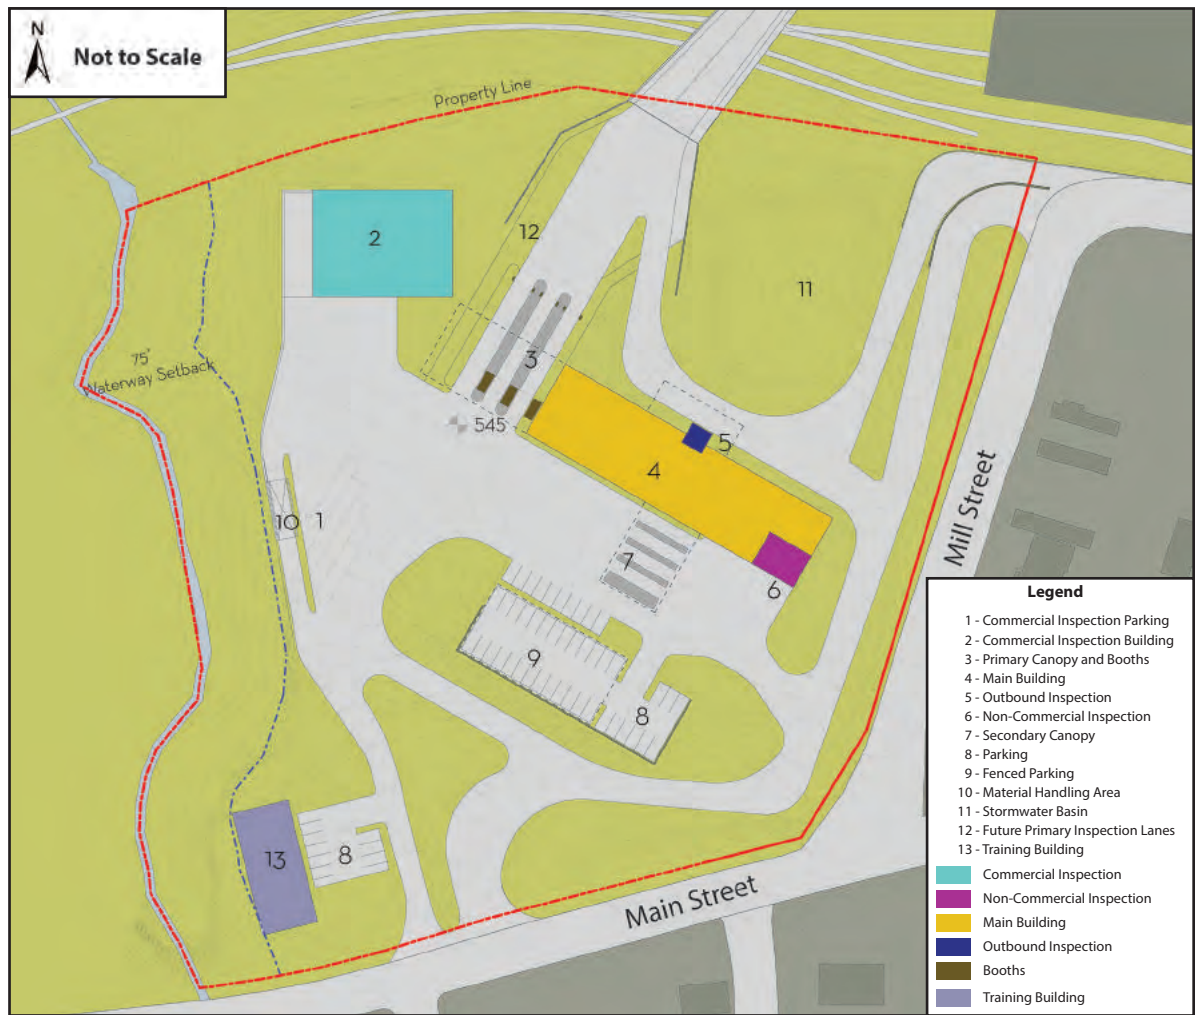 N
Not to Scale
Property Line
2
12
11
3
75'
Waterway Setback
545
5
4
10 1
7
6
9
8
13
8
Mill Street
Main Street
Legend
1 - Commercial Inspection Parking
2 - Commercial Inspection Building
3 - Primary Canopy and Booths
4 - Main Building
5 - Outbound Inspection
6 - Non-Commercial Inspection
7 - Secondary Canopy
8 - Parking
9 - Fenced Parking
10 - Material Handling Area
11 - Stormwater Basin
12 - Future Primary Inspection Lanes
13 - Training Building
Commercial Inspection
Non-Commercial Inspection
Main Building
Outbound Inspection
Booths
Training Building